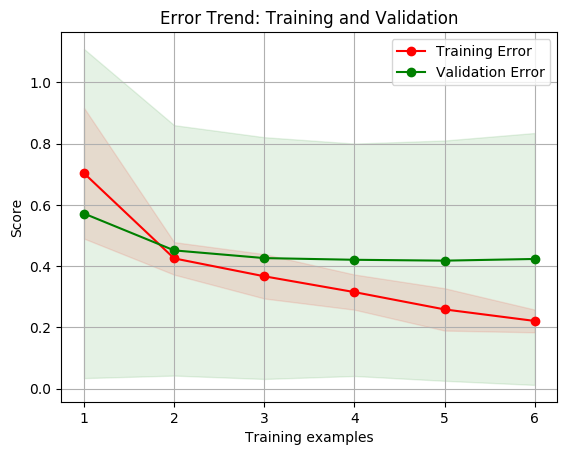 Error Trend: Training and Validation
Training Error
Validation Error
1.0
0.8
0.6
0.4
0.2
0.0
Score
1 2 3 4 5 6
Training examples